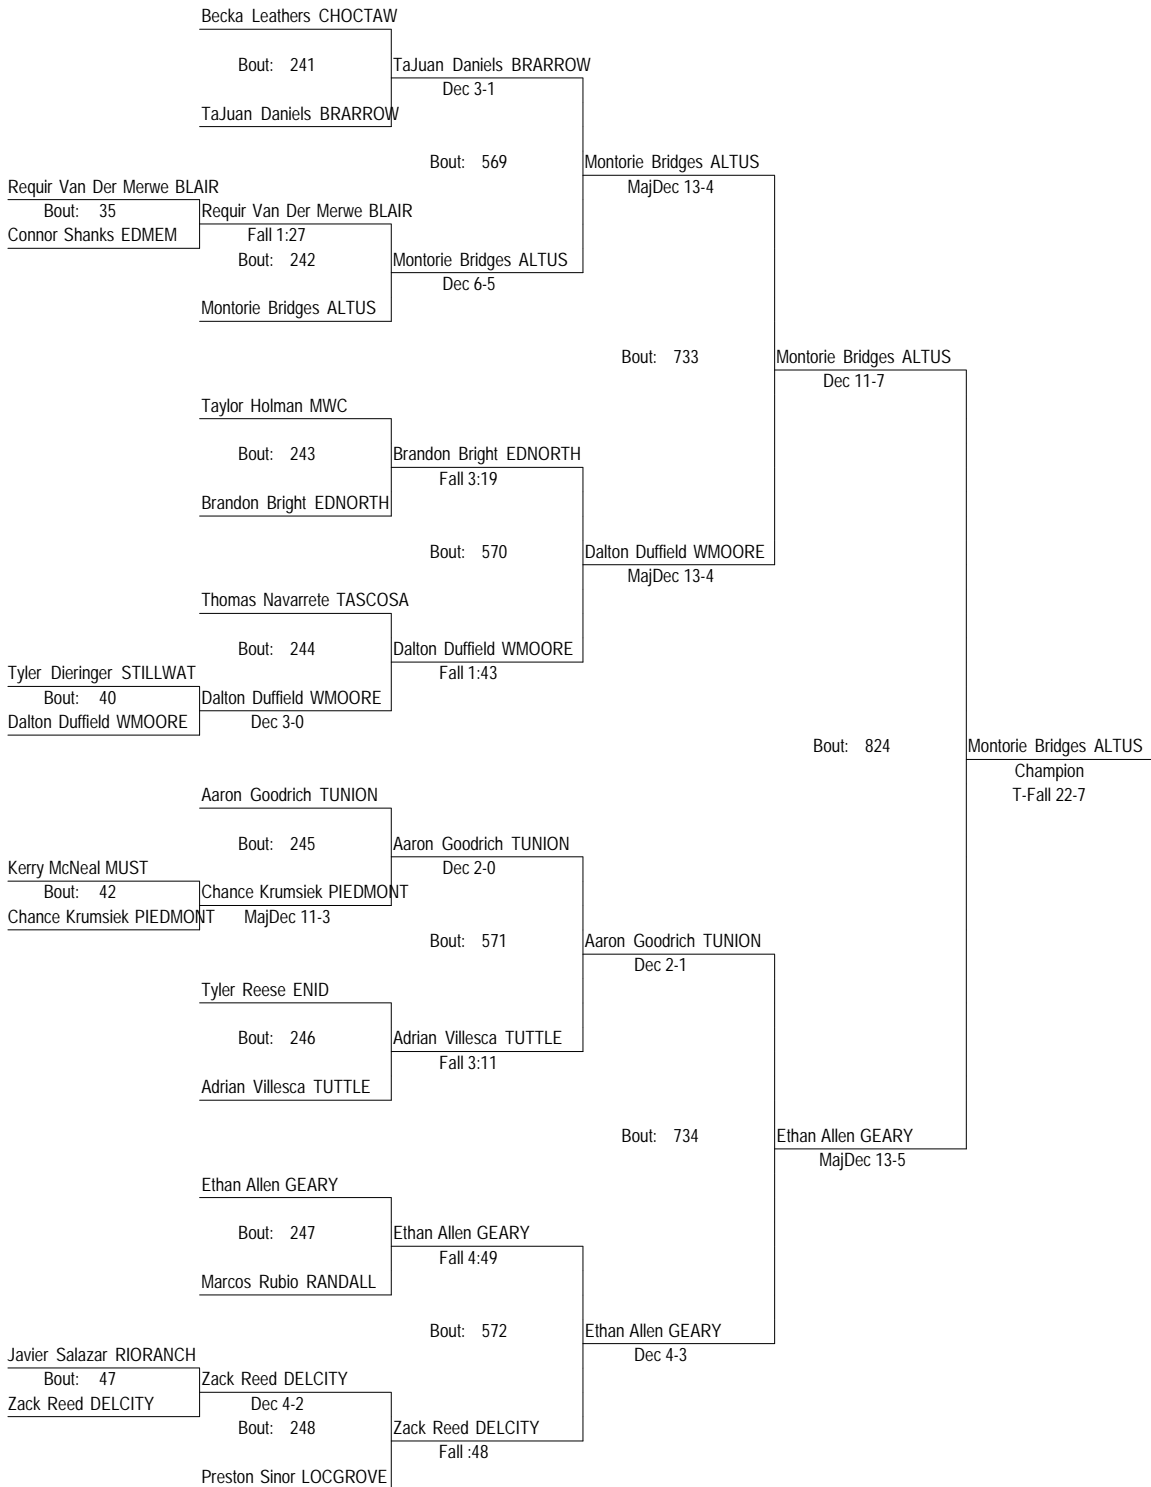 Becka Leathers CHOCTAW
Bout: 241
TaJuan Daniels BRARROW
Dec 3-1
TaJuan Daniels BRARROW
Bout: 569
Montorie Bridges ALTUS
MajDec 13-4
Requir Van Der Merwe BLAIR
Bout: 35
Requir Van Der Merwe BLAIR
Connor Shanks EDMEM
Fall 1:27
Bout: 242
Montorie Bridges ALTUS
Dec 6-5
Montorie Bridges ALTUS
Bout: 733
Montorie Bridges ALTUS
Dec 11-7
Taylor Holman MWC
Bout: 243
Brandon Bright EDNORTH
Fall 3:19
Brandon Bright EDNORTH
Bout: 570
Dalton Duffield WMOORE
MajDec 13-4
Thomas Navarrete TASCOSA
Bout: 244
Dalton Duffield WMOORE
Fall 1:43
Tyler Dieringer STILLWAT
Bout: 40
Dalton Duffield WMOORE
Dalton Duffield WMOORE
Dec 3-0
Bout: 824
Montorie Bridges ALTUS
Champion
T-Fall 22-7
Aaron Goodrich TUNION
Bout: 245
Aaron Goodrich TUNION
Dec 2-0
Kerry McNeal MUST
Bout: 42
Chance Krumsiek PIEDMONT
Chance Krumsiek PIEDMONT
MajDec 11-3
Bout: 571
Aaron Goodrich TUNION
Dec 2-1
Tyler Reese ENID
Bout: 246
Adrian Villesca TUTTLE
Fall 3:11
Adrian Villesca TUTTLE
Bout: 734
Ethan Allen GEARY
MajDec 13-5
Ethan Allen GEARY
Bout: 247
Ethan Allen GEARY
Fall 4:49
Marcos Rubio RANDALL
Bout: 572
Ethan Allen GEARY
Dec 4-3
Javier Salazar RIORANCH
Bout: 47
Zack Reed DELCITY
Zack Reed DELCITY
Dec 4-2
Bout: 248
Zack Reed DELCITY
Fall :48
Preston Sinor LOCGROVE